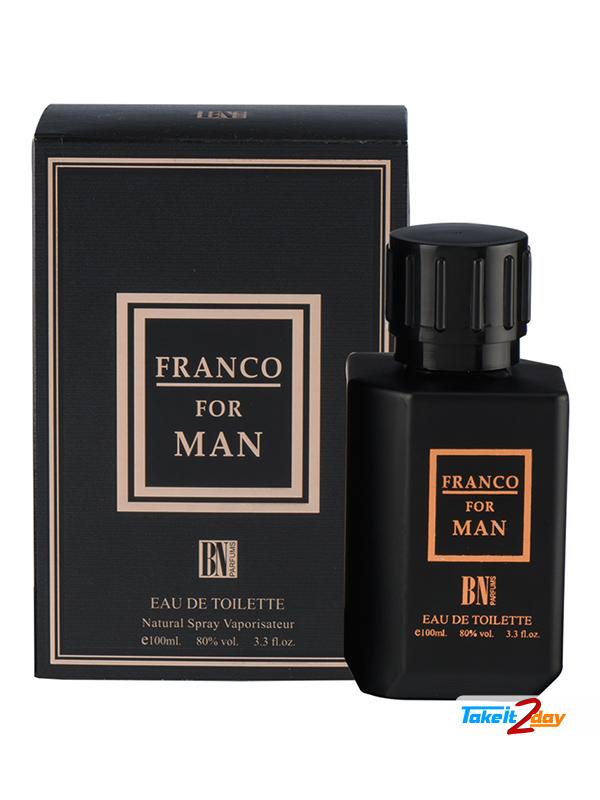 FRANCO
FOR
MAN
BN
PARFUMS
EAU DE TOILETTE
Natural Spray Vaporisateur
e100ml. 80% vol. 3.3 fl.oz.
FRANCO
FOR
MAN
BN
PARFUMS
EAU DE TOILETTE
e100ml. 80% vol. 3.3 fl.oz.
TakeIt2day